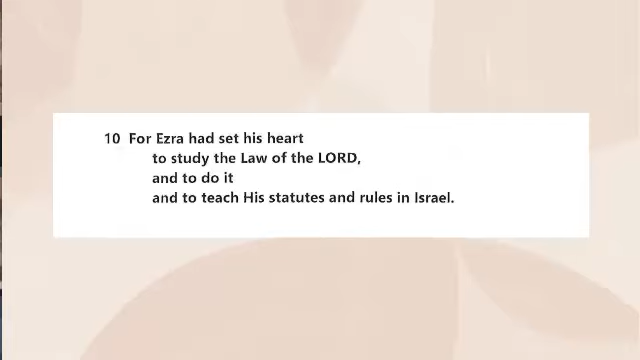 10 For Ezra had set his heart
to study the Law of the LORD,
and to do it
and to teach His statutes and rules in Israel.